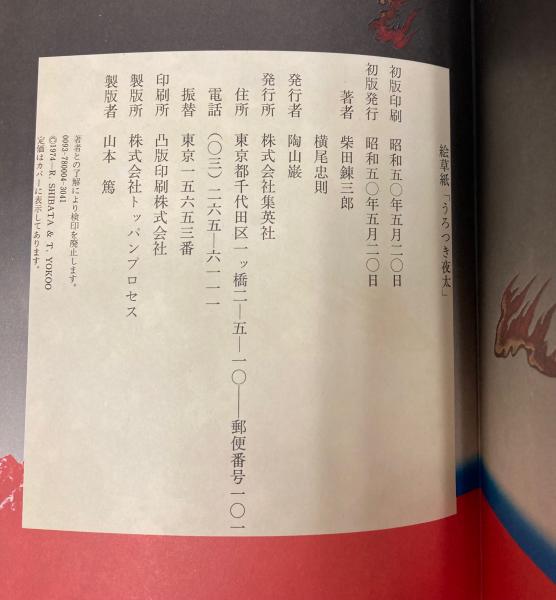 絵草紙「うろつき夜太」
初版印刷 昭和五〇年五月二〇日
初版発行 昭和五〇年五月二〇日
著者 柴田錬三郎
横尾忠則
発行者 陶山巌
発行所 株式会社集英社
住所 東京都千代田区一ッ橋二―五―一〇――郵便番号一〇一
電話 (〇三)二六五―六一一一
振替 東京一五六五三番
印刷所 凸版印刷株式会社
製版所 株式会社トッパンプロセス
製版者 山本 篤
著者との了解により検印を廃止します。
0093-780004-3041
©1974—R. SHIBATA & T. YOKOO
定価はカバーに表示してあります。